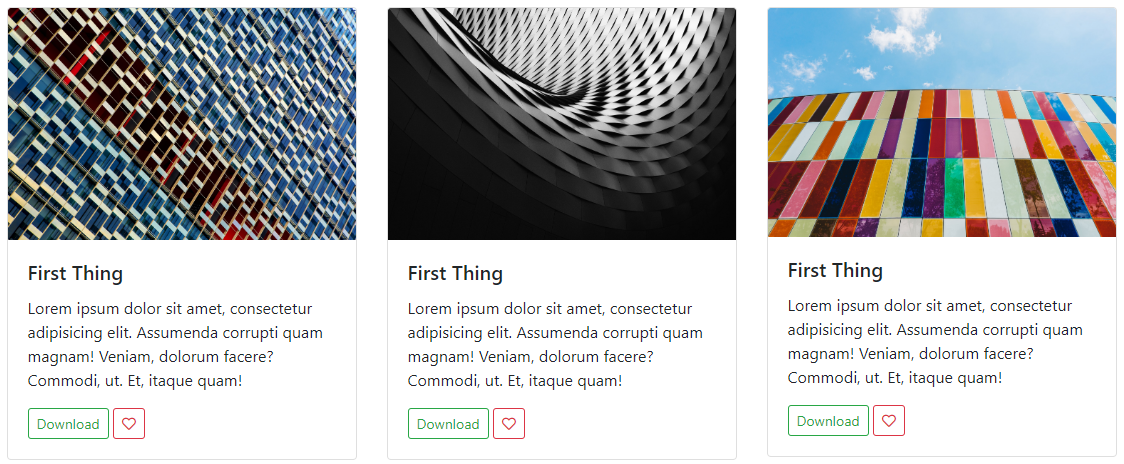 First Thing
Lorem ipsum dolor sit amet, consectetur
adipisicing elit. Assumenda corrupti quam
magnam! Veniam, dolorum facere?
Commodi, ut. Et, itaque quam!
Download
First Thing
Lorem ipsum dolor sit amet, consectetur
adipisicing elit. Assumenda corrupti quam
magnam! Veniam, dolorum facere?
Commodi, ut. Et, itaque quam!
Download
First Thing
Lorem ipsum dolor sit amet, consectetur
adipisicing elit. Assumenda corrupti quam
magnam! Veniam, dolorum facere?
Commodi, ut. Et, itaque quam!
Download